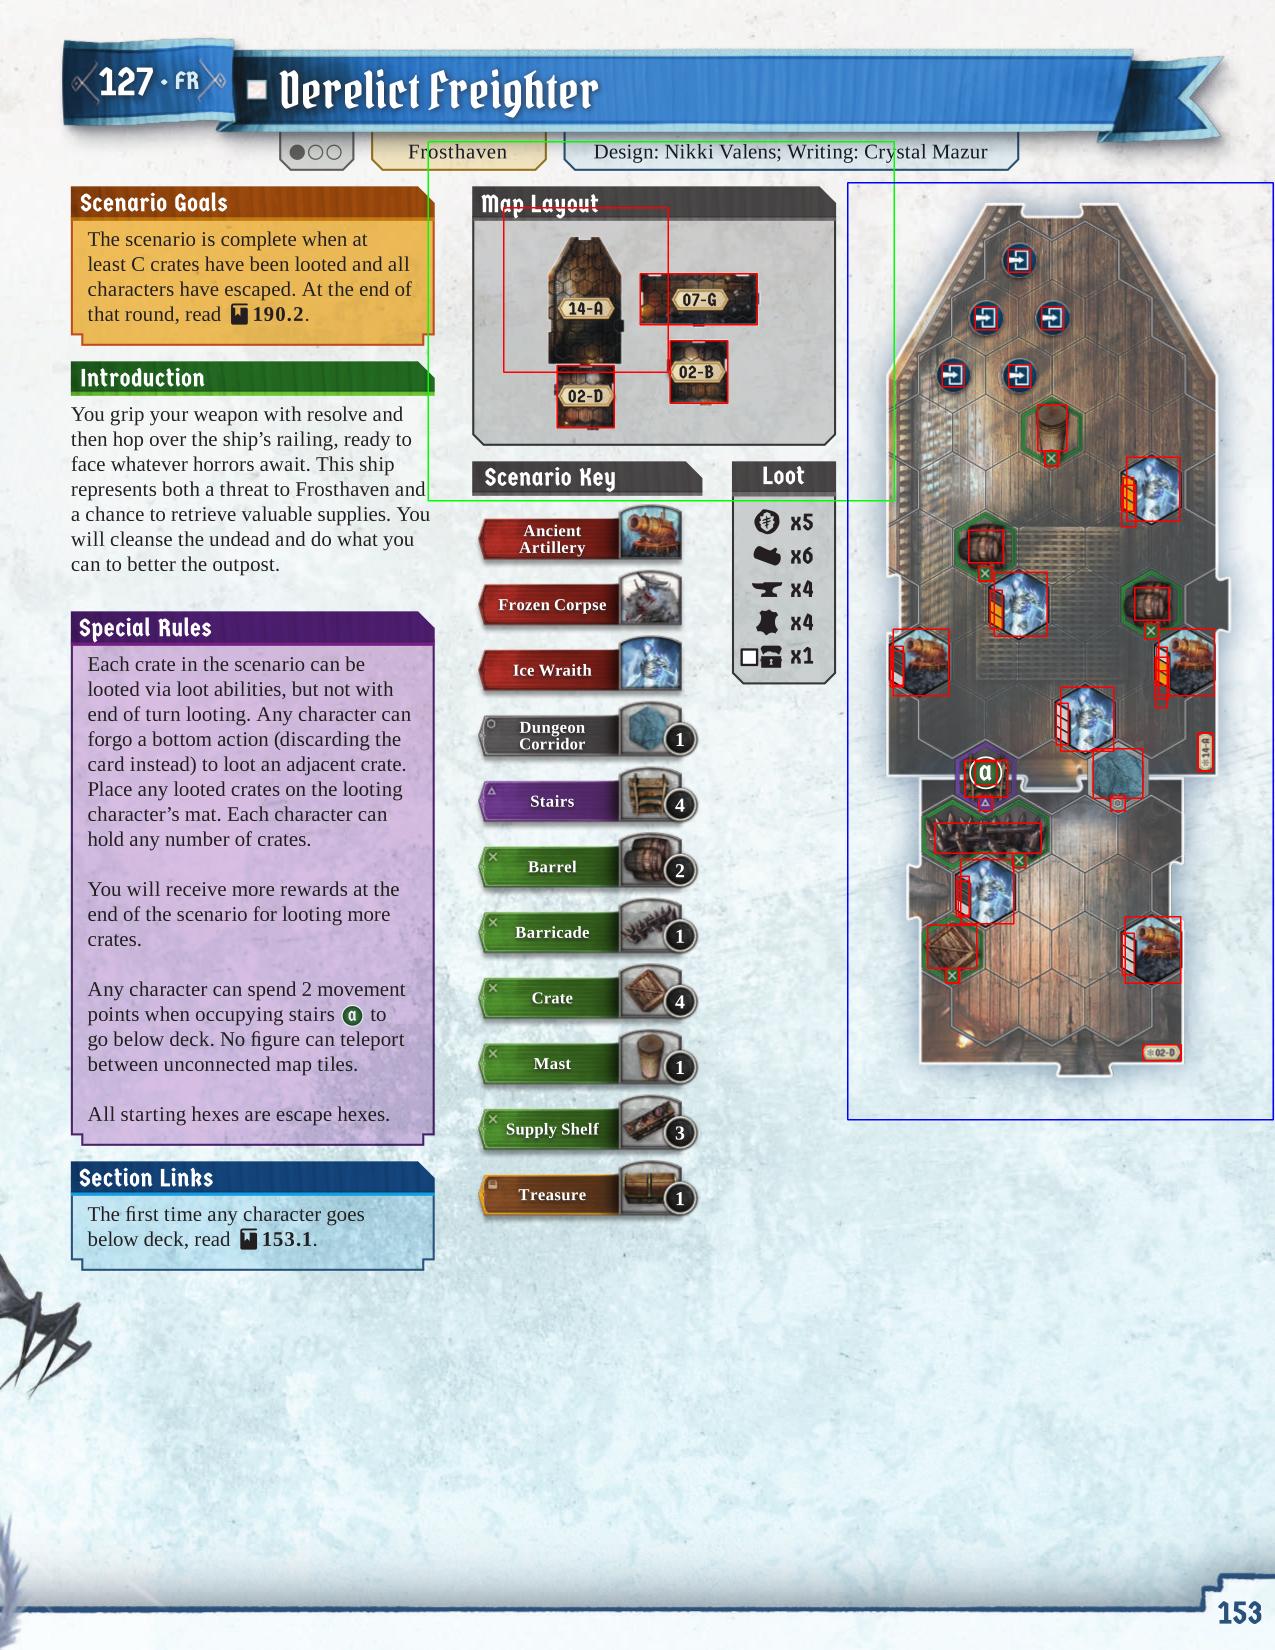 127 · FR
Derelict Freighter
Frosthaven
Design: Nikki Valens; Writing: Crystal Mazur
Scenario Goals
The scenario is complete when at
least C crates have been looted and all
characters have escaped. At the end of
that round, read 190.2.
Introduction
You grip your weapon with resolve and
then hop over the ship’s railing, ready to
face whatever horrors await. This ship
represents both a threat to Frosthaven and
a chance to retrieve valuable supplies. You
will cleanse the undead and do what you
can to better the outpost.
Special Rules
Each crate in the scenario can be
looted via loot abilities, but not with
end of turn looting. Any character can
forgo a bottom action (discarding the
card instead) to loot an adjacent crate.
Place any looted crates on the looting
character’s mat. Each character can
hold any number of crates.
You will receive more rewards at the
end of the scenario for looting more
crates.
Any character can spend 2 movement
points when occupying stairs a to
go below deck. No figure can teleport
between unconnected map tiles.
All starting hexes are escape hexes.
Section Links
The first time any character goes
below deck, read 153.1.
Map Layout
14-A
07-G
02-B
02-D
Scenario Key
Ancient
Artillery
Frozen Corpse
Ice Wraith
Dungeon
Corridor
1
Stairs
4
Barrel
2
Barricade
1
Crate
4
Mast
1
Supply Shelf
3
Treasure
1
Loot
x5
x6
x4
x4
x1
14-A
a
02-D
153